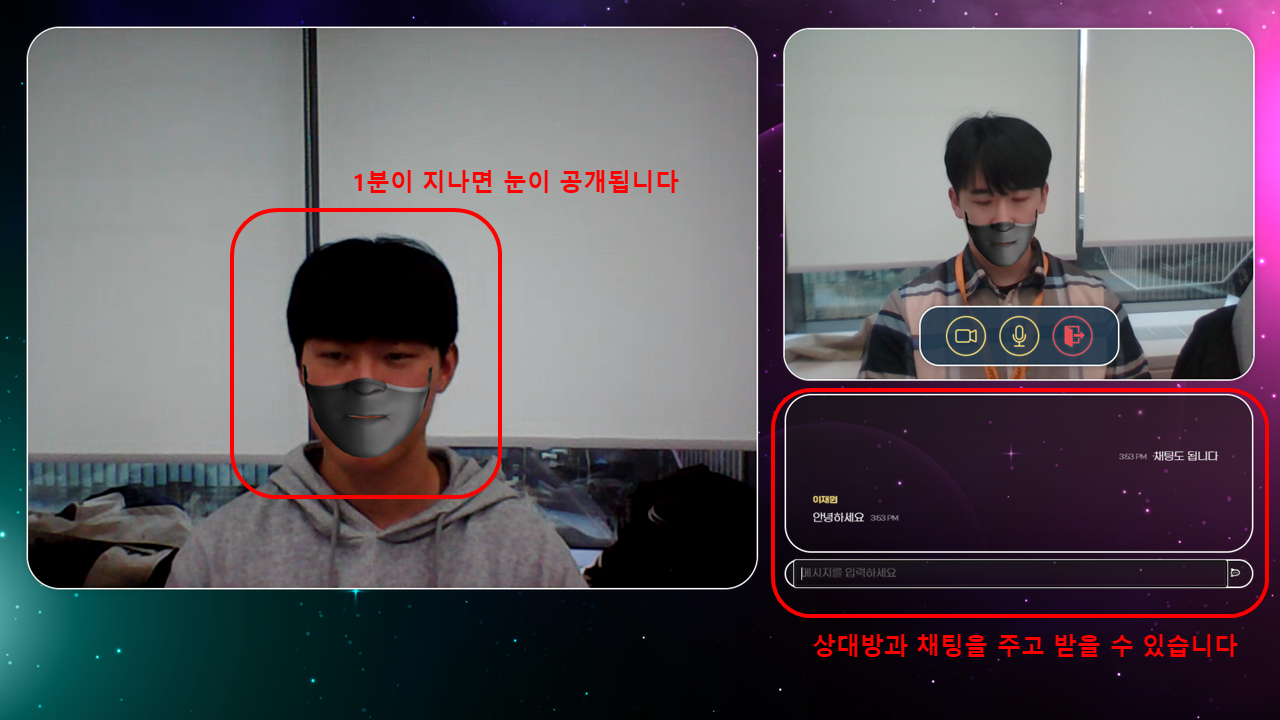 1분이 지나면 눈이 공개됩니다
3:53 PM 채팅도 됩니다
이재원
안녕하세요 3:53 PM
메시지를 입력하세요
상대방과 채팅을 주고 받을 수 있습니다